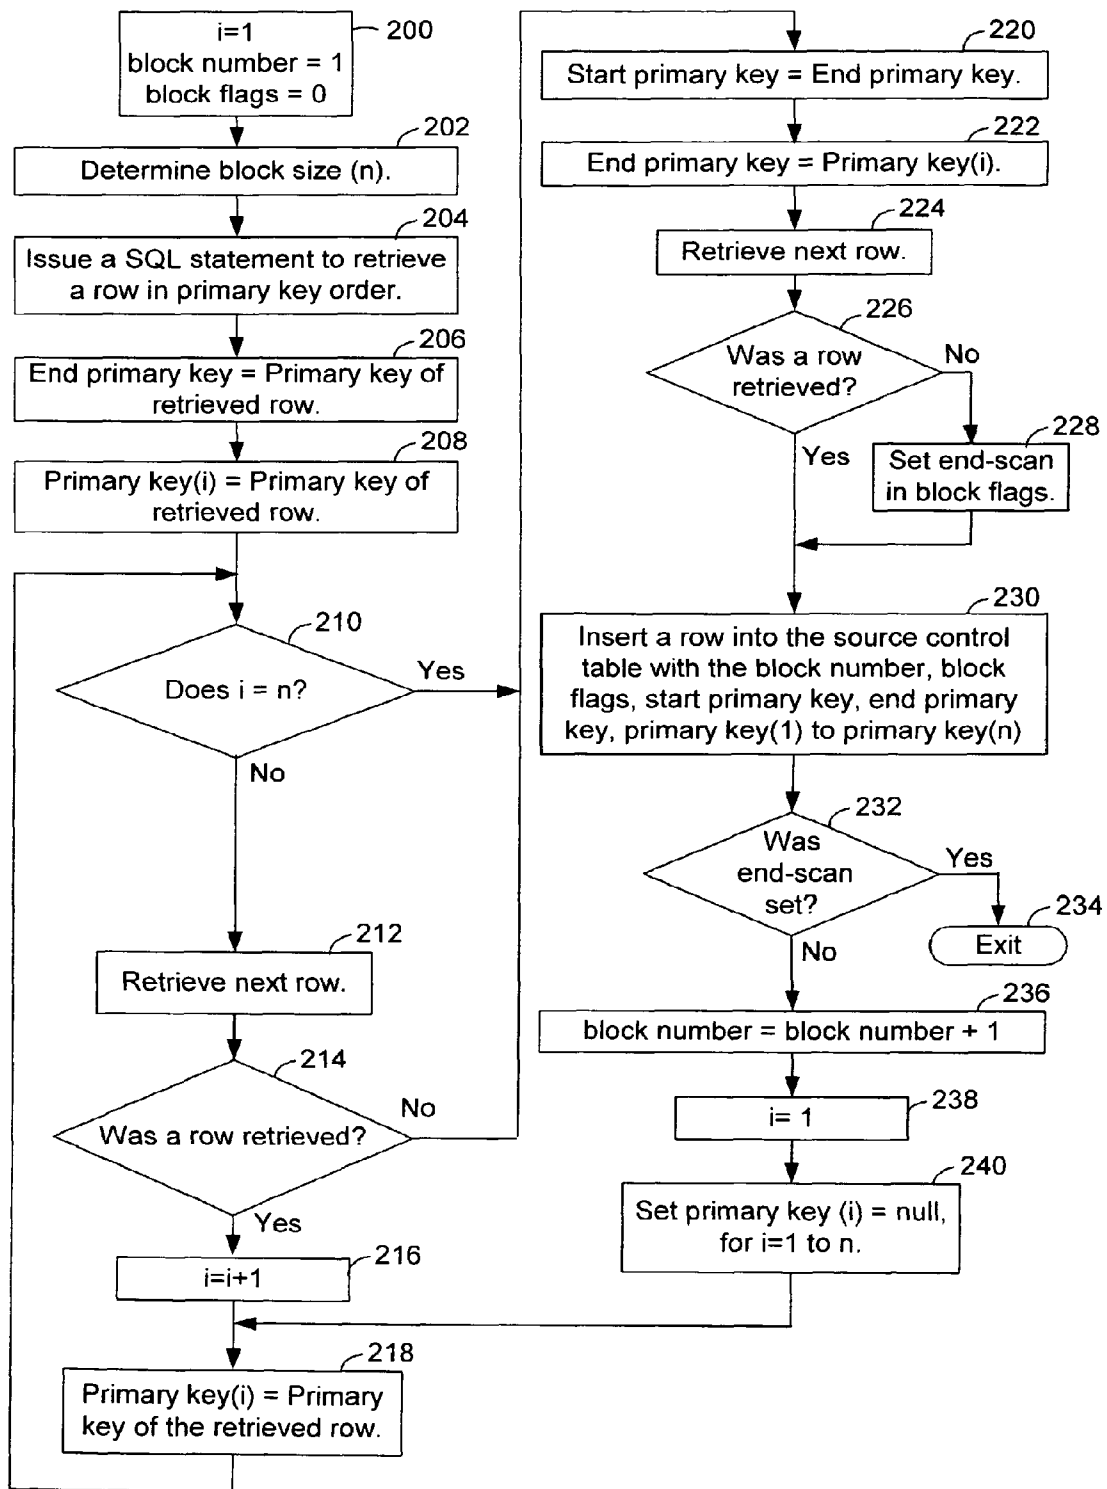 i=1
block number = 1
block flags = 0
200
202
Determine block size (n).
204
Issue a SQL statement to retrieve
a row in primary key order.
206
End primary key = Primary key of
retrieved row.
208
Primary key(i) = Primary key of
retrieved row.
210
Does i = n?
Yes
No
212
Retrieve next row.
214
Was a row retrieved?
No
Yes
216
i=i+1
218
Primary key(i) = Primary
key of the retrieved row.
220
Start primary key = End primary key.
222
End primary key = Primary key(i).
224
Retrieve next row.
226
Was a row
retrieved?
No
Yes
228
Set end-scan
in block flags.
230
Insert a row into the source control
table with the block number, block
flags, start primary key, end primary
key, primary key(1) to primary key(n)
232
Was
end-scan
set?
Yes
234
Exit
No
236
block number = block number + 1
238
i= 1
240
Set primary key (i) = null,
for i=1 to n.